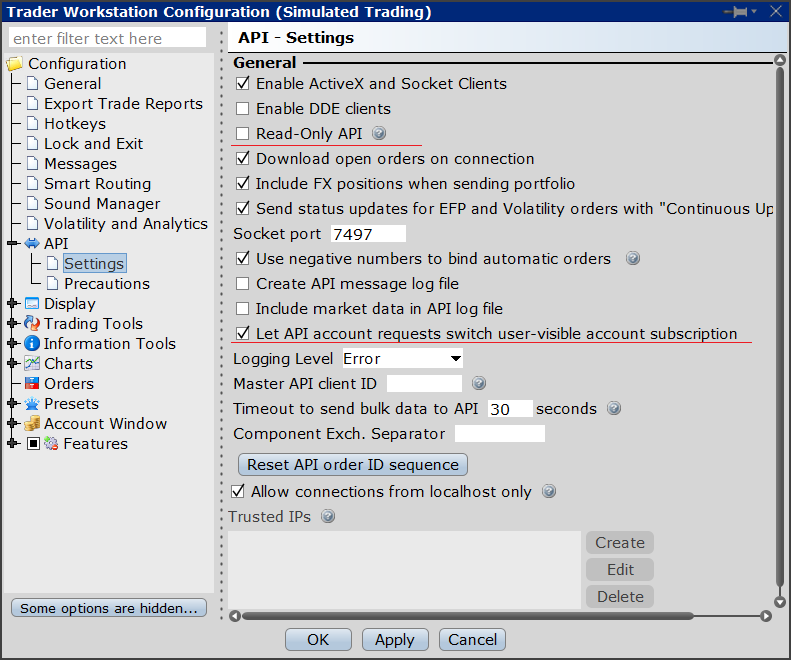 Trader Workstation Configuration (Simulated Trading)
enter filter text here
Configuration
General
Export Trade Reports
Hotkeys
Lock and Exit
Messages
Smart Routing
Sound Manager
Volatility and Analytics
API
Settings
Precautions
Display
Trading Tools
Information Tools
Charts
Orders
Presets
Account Window
Features
Some options are hidden...
API - Settings
General
Enable ActiveX and Socket Clients
Enable DDE clients
Read-Only API ?
Download open orders on connection
Include FX positions when sending portfolio
Send status updates for EFP and Volatility orders with "Continuous Up
Socket port 7497
Use negative numbers to bind automatic orders ?
Create API message log file
Include market data in API log file
Let API account requests switch user-visible account subscription
Logging Level Error
Master API client ID ?
Timeout to send bulk data to API 30 seconds ?
Component Exch. Separator
Reset API order ID sequence
Allow connections from localhost only ?
Trusted IPs ?
Create
Edit
Delete
OK Apply Cancel